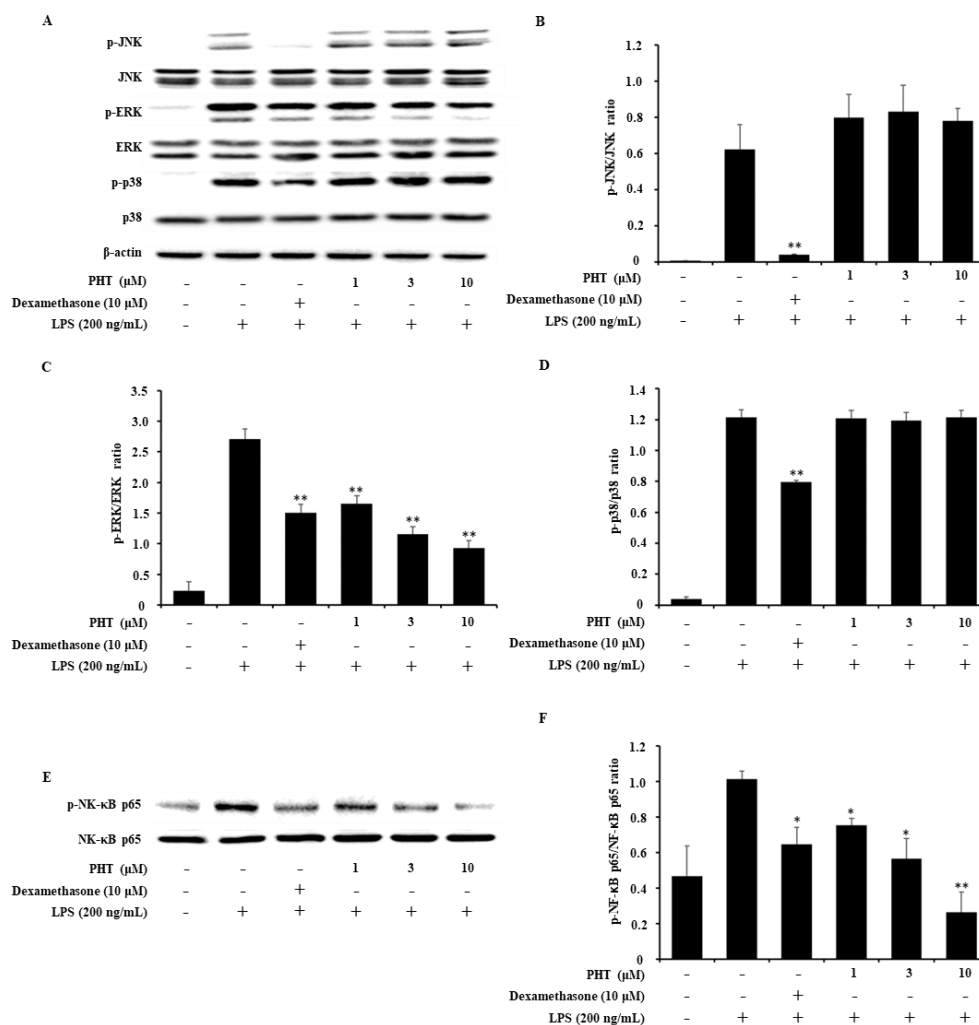 A
p-JNK
JNK
p-ERK
ERK
p-p38
p38
β-actin
PHT (μM) - - - 1 3 10
Dexamethasone (10 μM) - - + - - -
LPS (200 ng/mL) - + + + + +
B
p-JNK/JNK ratio
1.2
1.0
0.8
0.6
0.4
0.2
0
**
PHT (μM) - - - 1 3 10
Dexamethasone (10 μM) - - + - - -
LPS (200 ng/mL) - + + + + +
C
p-ERK/ERK ratio
3.5
3.0
2.5
2.0
1.5
1.0
0.5
0
** ** ** **
PHT (μM) - - - 1 3 10
Dexamethasone (10 μM) - - + - - -
LPS (200 ng/mL) - + + + + +
D
p-p38/p38 ratio
1.4
1.2
1.0
0.8
0.6
0.4
0.2
0
**
PHT (μM) - - - 1 3 10
Dexamethasone (10 μM) - - + - - -
LPS (200 ng/mL) - + + + + +
E
p-NK-κB p65
NK-κB p65
PHT (μM) - - - 1 3 10
Dexamethasone (10 μM) - - + - - -
LPS (200 ng/mL) - + + + + +
F
p-NF-κB p65/NF-κB p65 ratio
1.2
1.0
0.8
0.6
0.4
0.2
0
* * * **
PHT (μM) - - - 1 3 10
Dexamethasone (10 μM) - - + - - -
LPS (200 ng/mL) - + + + + +